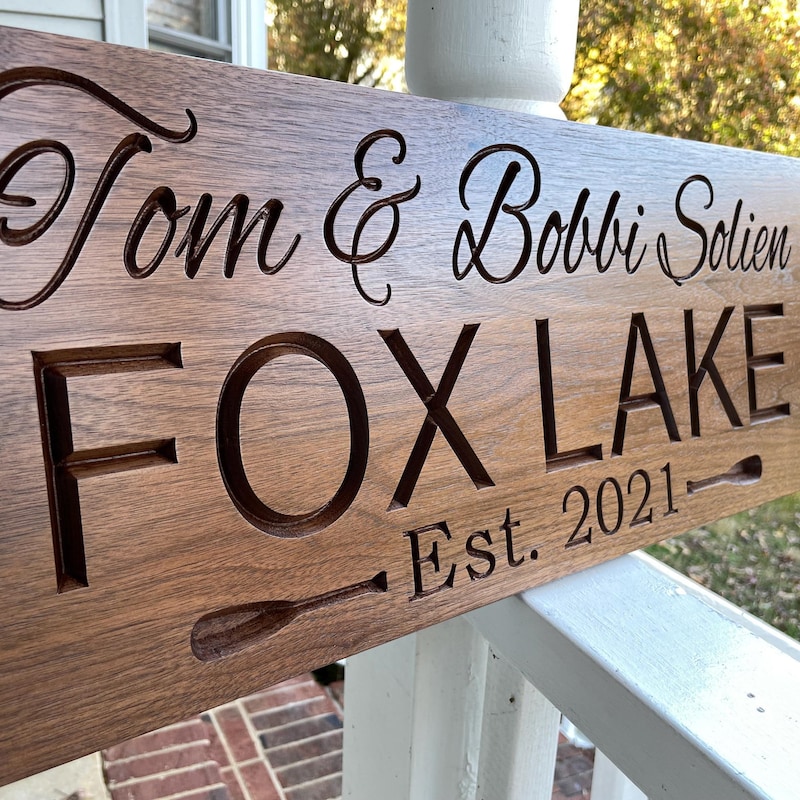 Tom & Bobbi Solien
FOX LAKE
Est. 2021